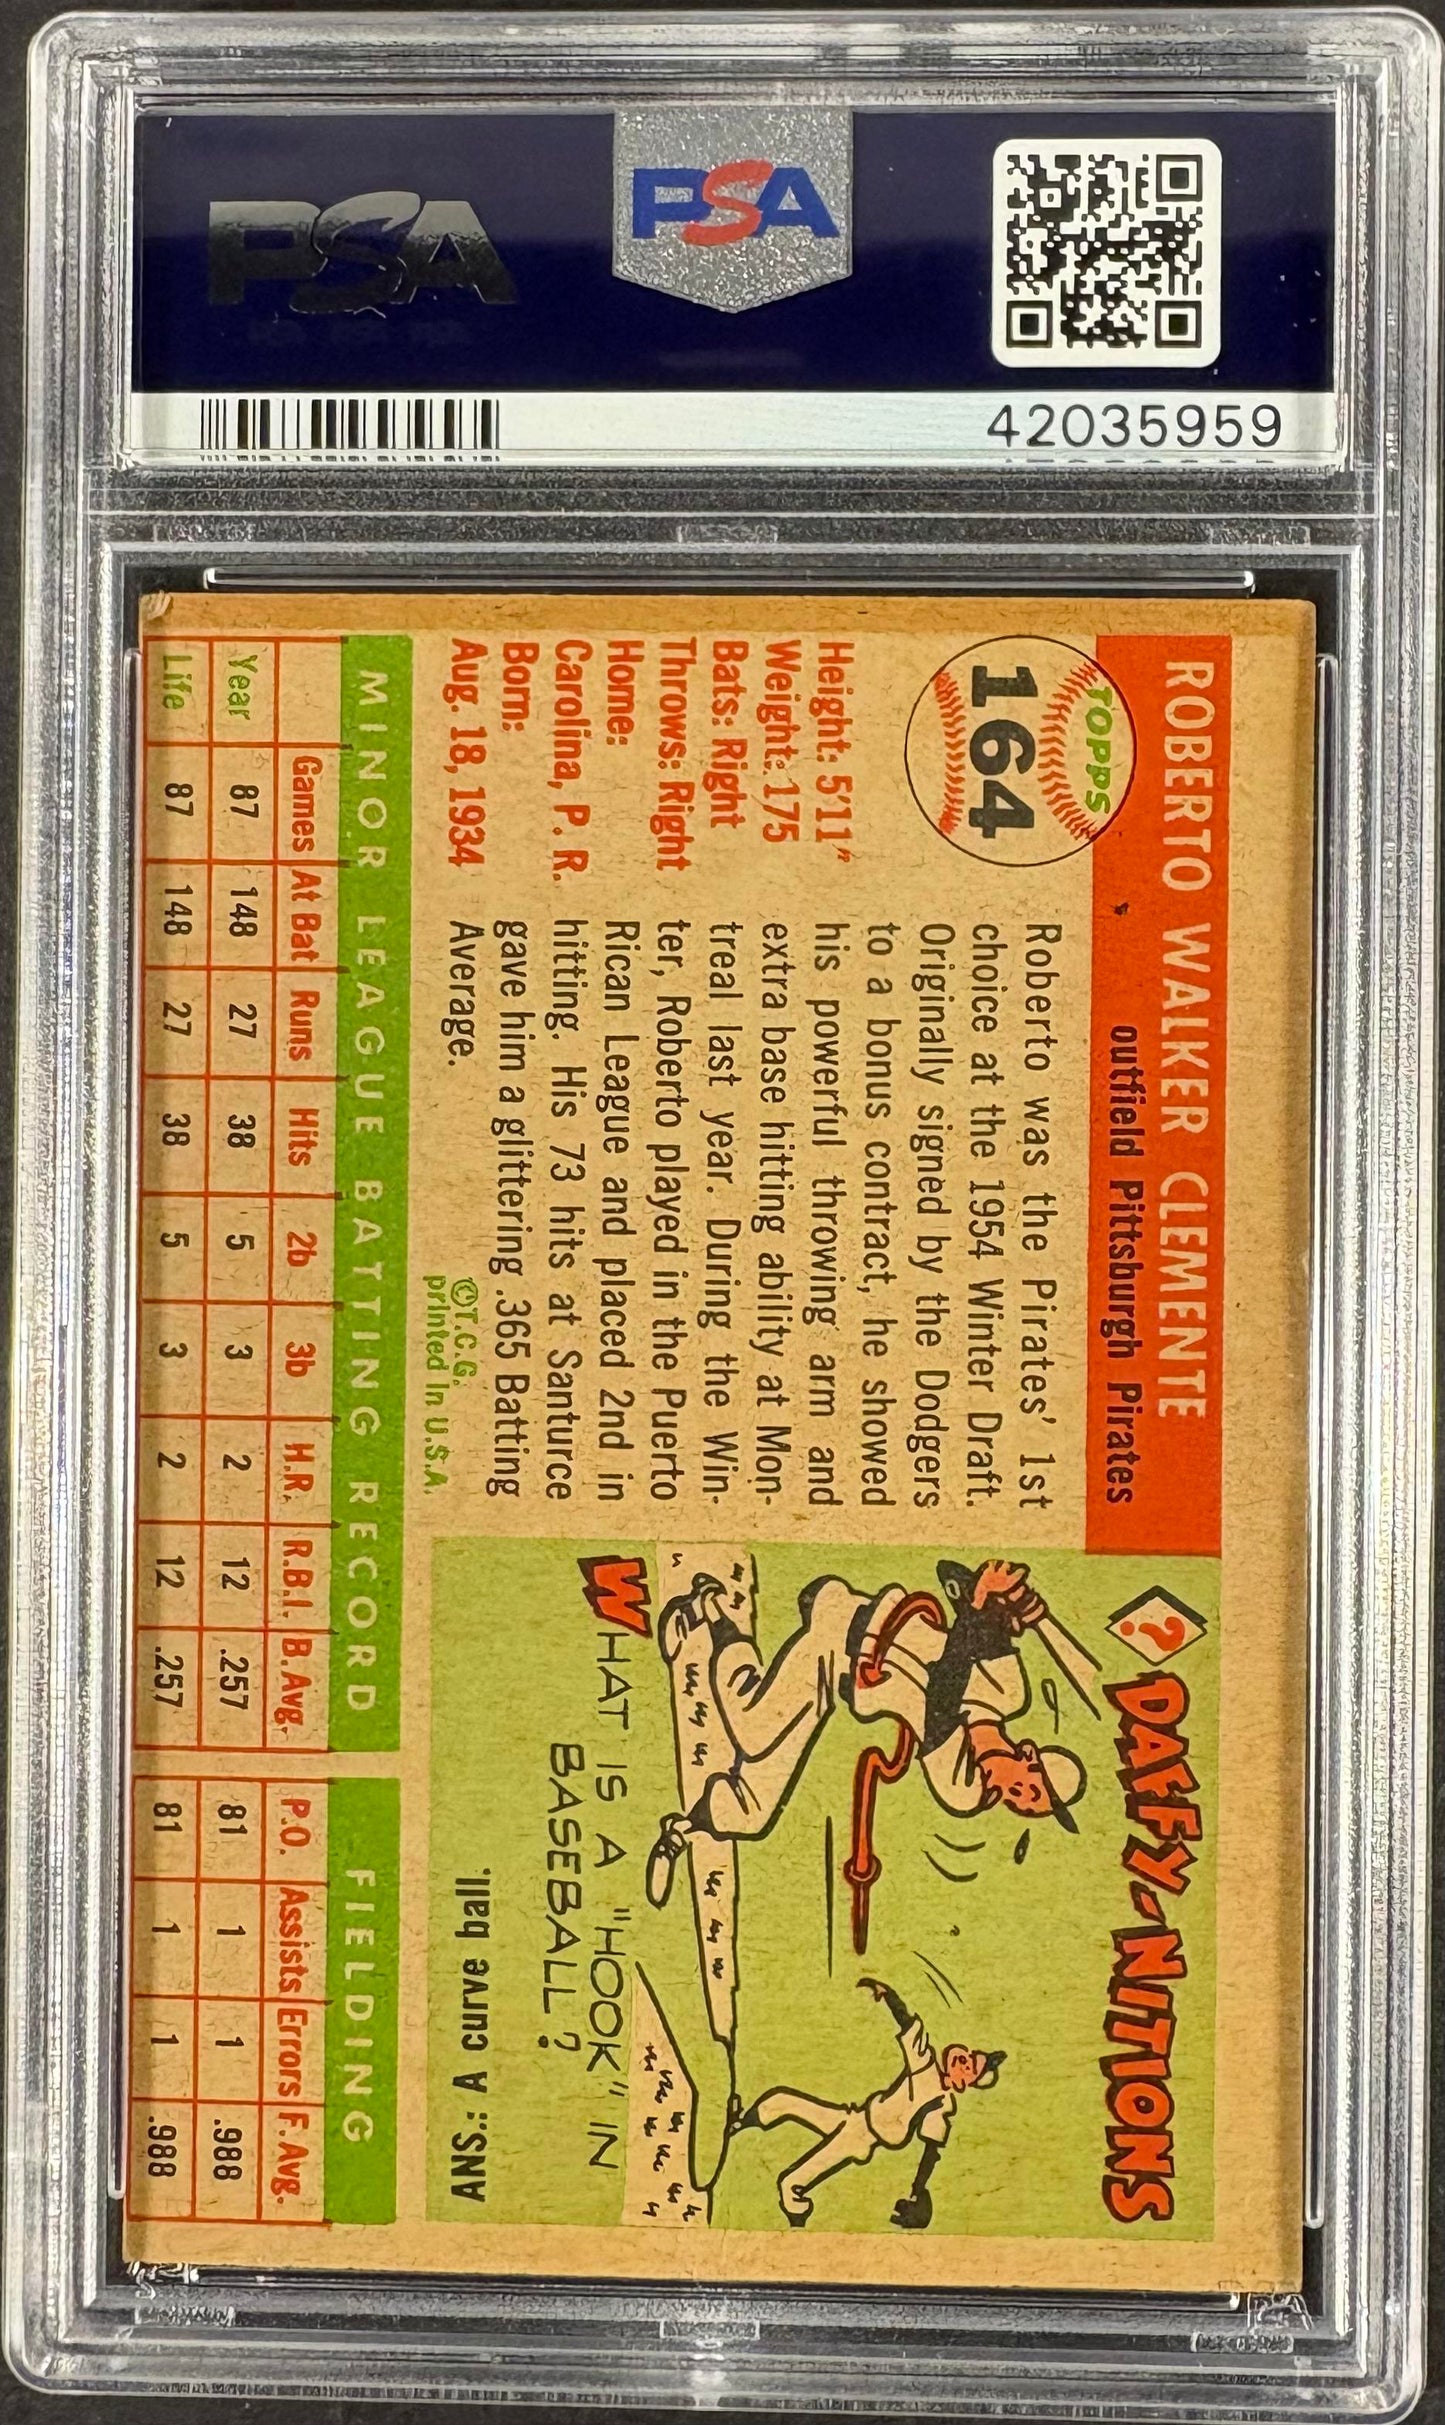 PSA
PSA
42035959
TOPPS
164
ROBERTO WALKER CLEMENTE
outfield Pittsburgh Pirates
Height: 5'11"
Weight: 175
Bats: Right
Throws: Right
Home:
Carolina, P. R.
Born:
Aug. 18, 1934
Roberto was the Pirates' 1st
choice at the 1954 Winter Draft.
Originally signed by the Dodgers
to a bonus contract, he showed
his powerful throwing arm and
extra base hitting ability at Mon-
treal last year. During the Win-
ter, Roberto played in the Puerto
Rican League and placed 2nd in
hitting. His 73 hits at Santurce
gave him a glittering .365 Batting
Average.
©T.C.G.
printed in U.S.A.
? DAFFY-NITIONS
WHAT IS A "HOOK" IN
BASEBALL?
ANS.: A curve ball.
MINOR LEAGUE BATTING RECORD FIELDING
Games At Bat Runs Hits 2b 3b H.R. R.B.I. B. Avg. P.O. Assists Errors F. Avg.
Year 87 148 27 38 5 3 2 12 .257 81 1 1 .988
Life 87 148 27 38 5 3 2 12 .257 81 1 1 .988
PSA